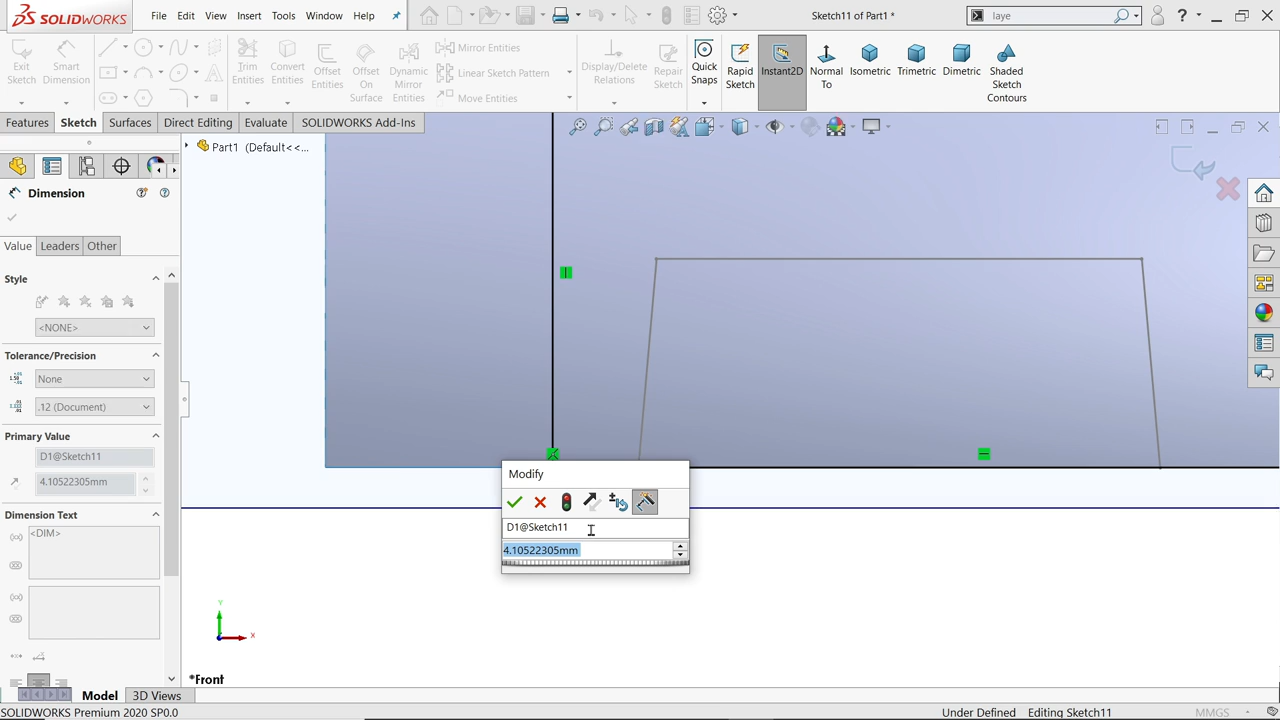 SOLIDWORKS
File Edit View Insert Tools Window Help
Sketch11 of Part1 *
laye
Exit Sketch
Smart Dimension
Trim Entities
Convert Entities
Offset Entities
Offset On Surface
Dynamic Mirror Entities
Mirror Entities
Linear Sketch Pattern
Move Entities
Display/Delete Relations
Repair Sketch
Quick Snaps
Rapid Sketch
Instant2D
Normal To
Isometric
Trimetric
Dimetric
Shaded Sketch Contours
Features Sketch Surfaces Direct Editing Evaluate SOLIDWORKS Add-Ins
Part1 (Default<<...
Dimension
Value Leaders Other
Style
<NONE>
Tolerance/Precision
None
.12 (Document)
Primary Value
D1@Sketch11
4.10522305mm
Dimension Text
<DIM>
Modify
D1@Sketch11
4.10522305mm
Y
X
*Front
Model 3D Views
SOLIDWORKS Premium 2020 SP0.0
Under Defined Editing Sketch11 MMGS